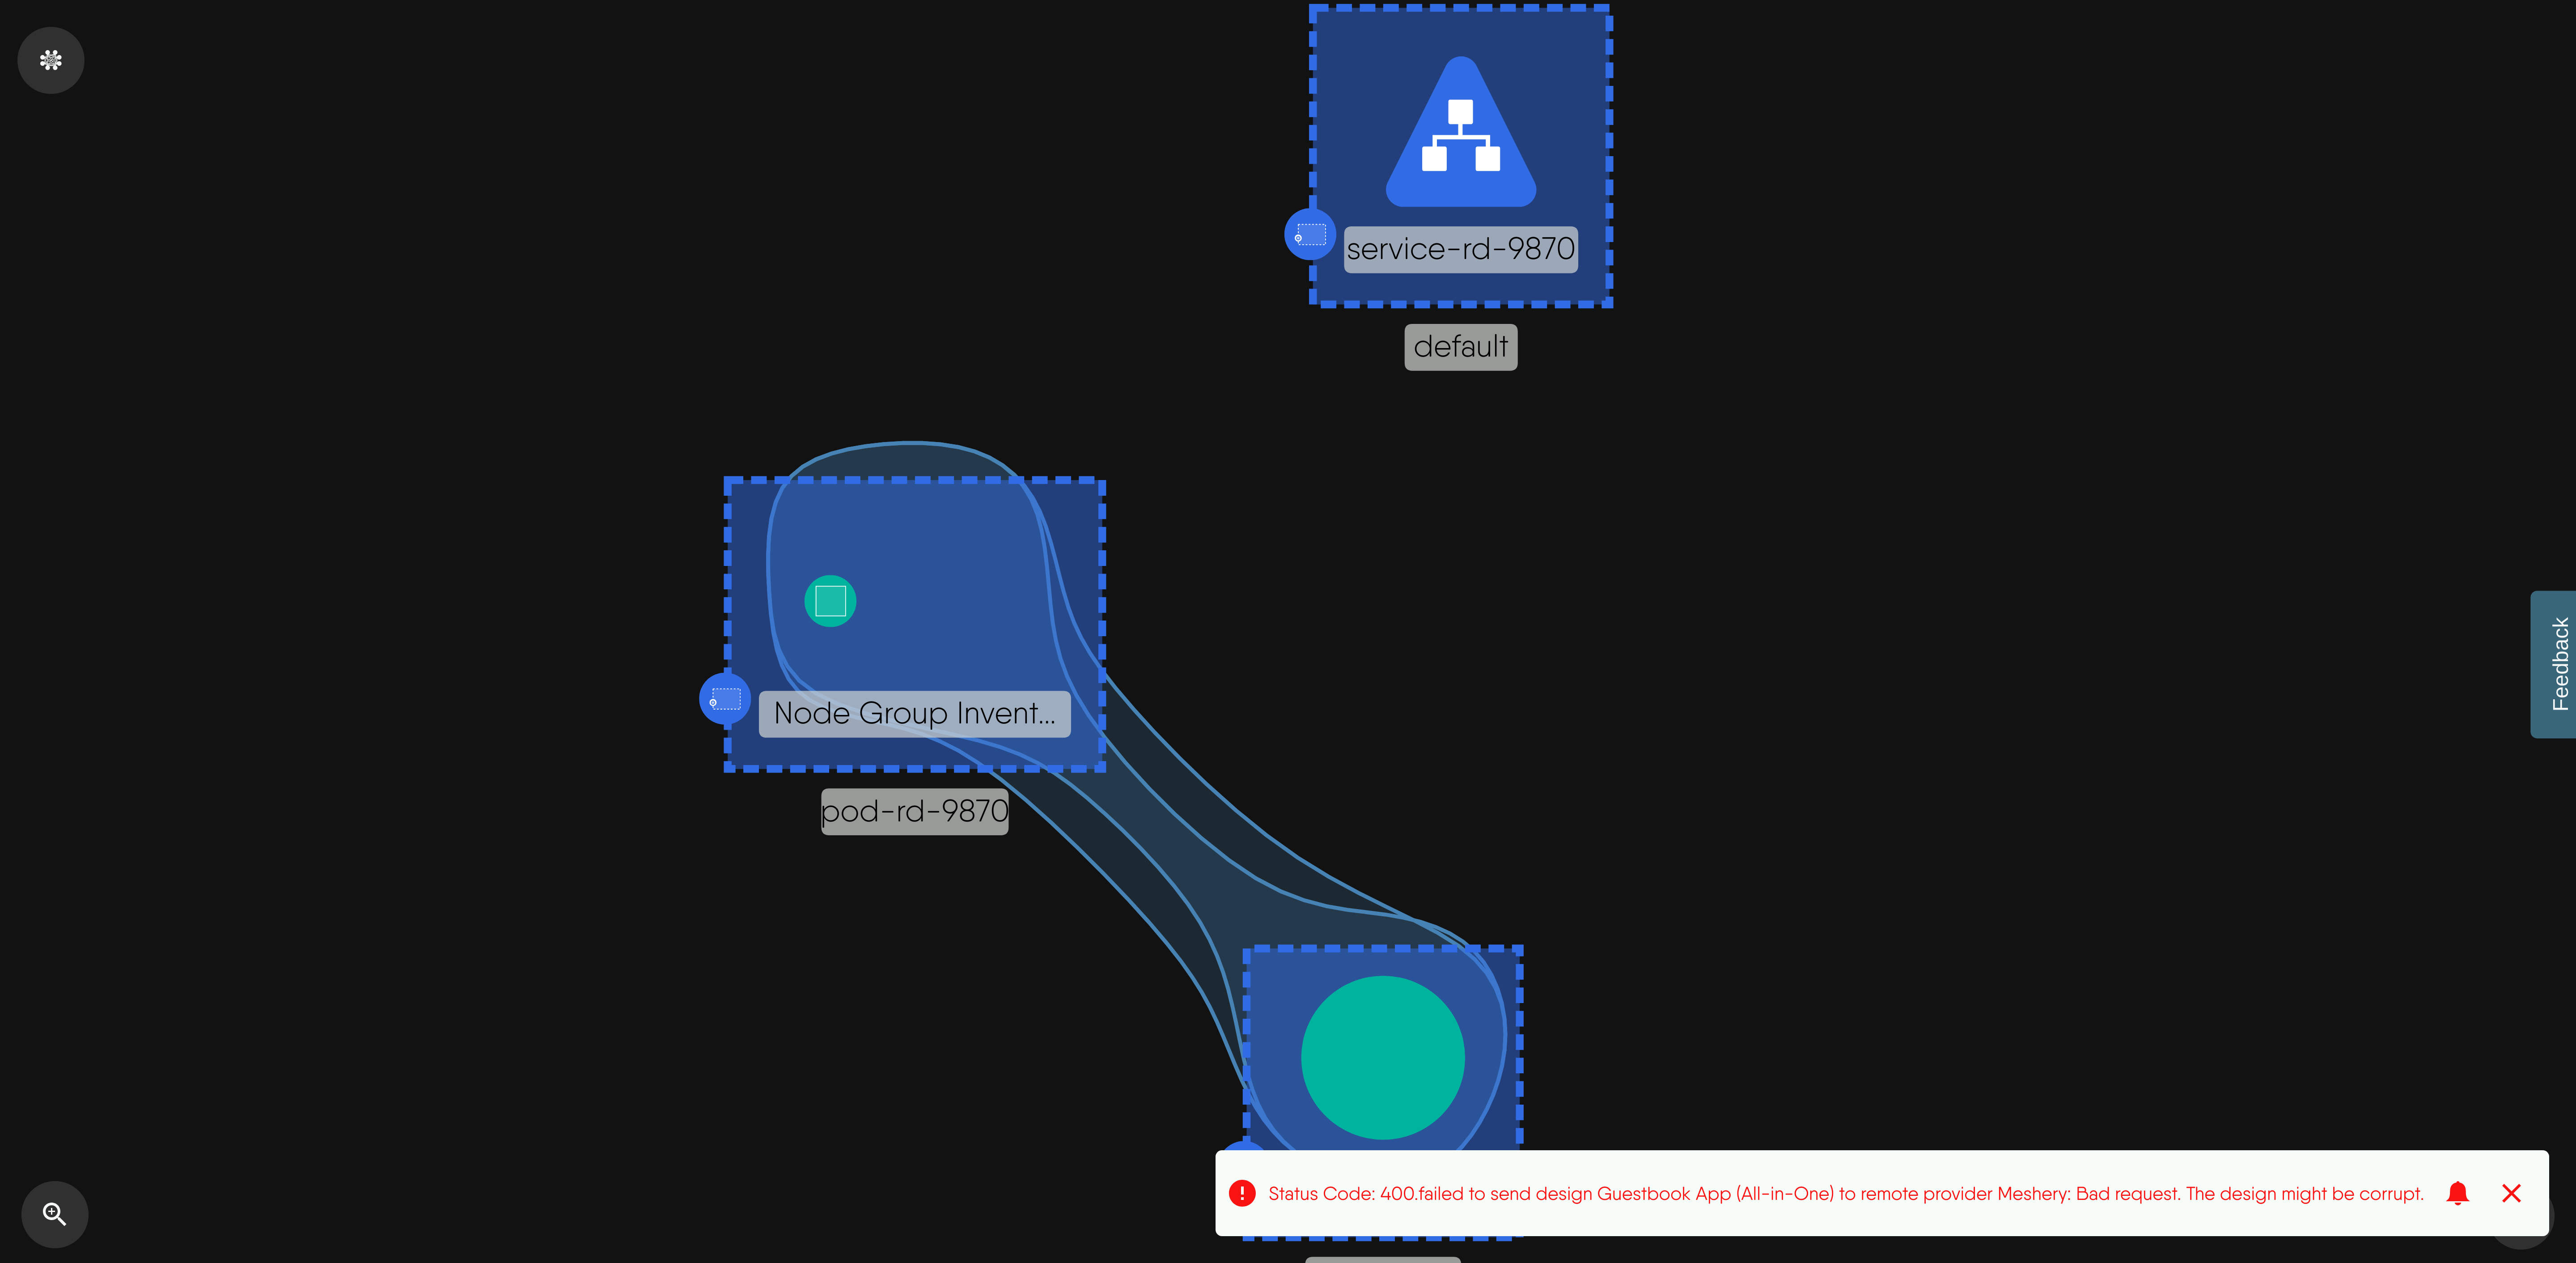 service-rd-9870
default
Node Group Invent...
pod-rd-9870
Feedback
Status Code: 400.failed to send design Guestbook App (All-in-One) to remote provider Meshery: Bad request. The design might be corrupt.